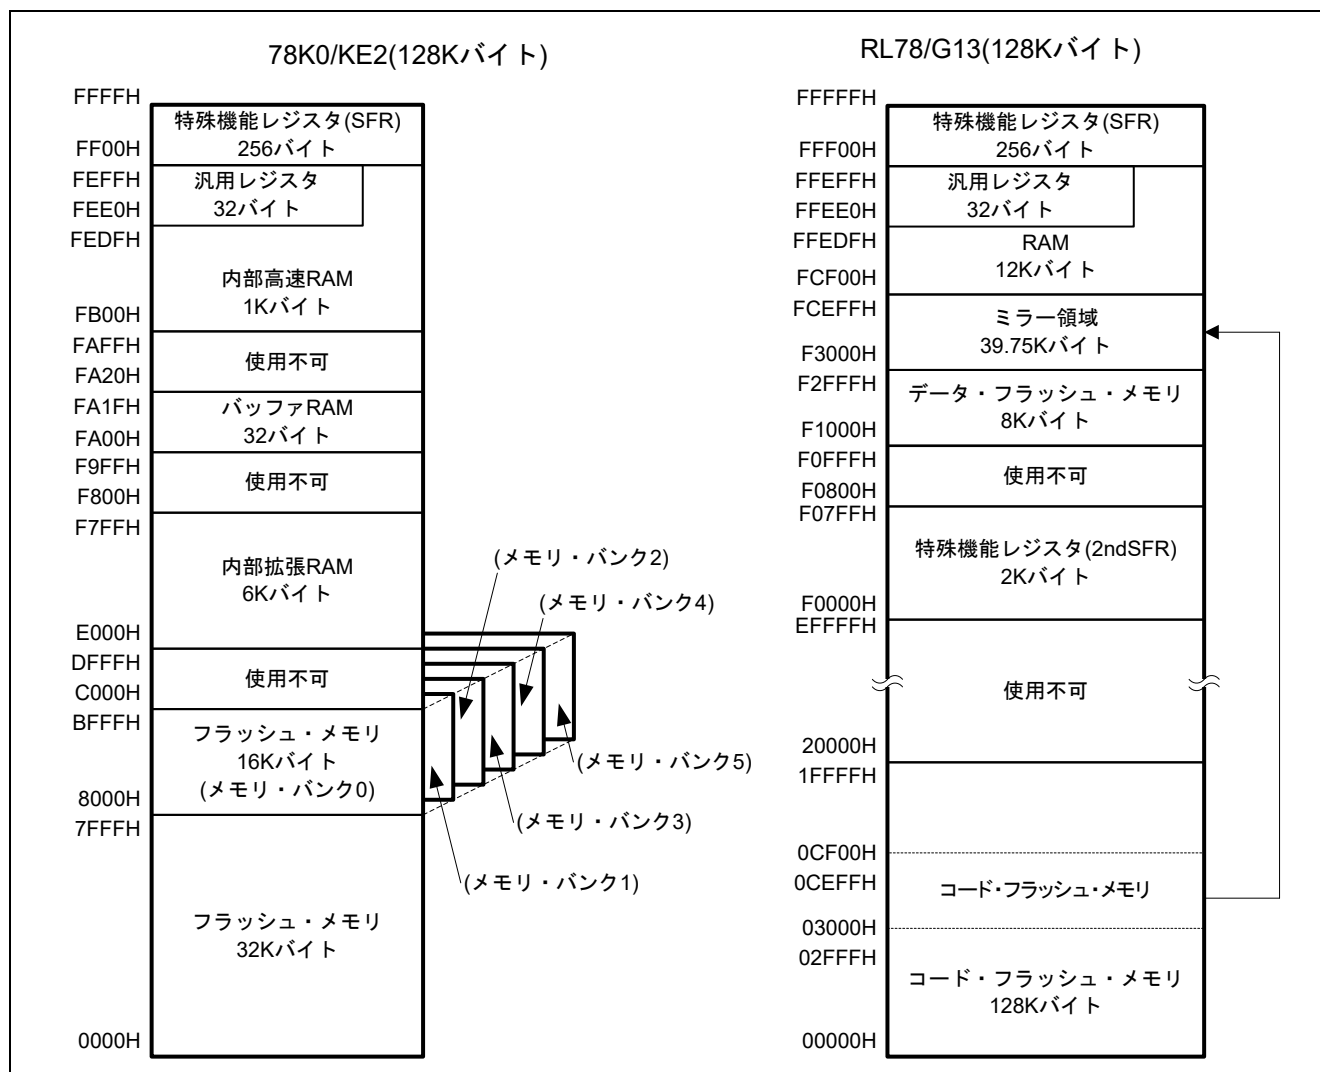 78K0/KE2(128Kバイト)
FFFFH
特殊機能レジスタ(SFR)
256バイト
FF00H
FEFFH
汎用レジスタ
32バイト
FEE0H
FEDFH
内部高速RAM
1Kバイト
FB00H
FAFFH
使用不可
FA20H
FA1FH
バッファRAM
32バイト
FA00H
F9FFH
使用不可
F800H
F7FFH
内部拡張RAM
6Kバイト
E000H
DFFFH
使用不可
C000H
BFFFH
フラッシュ・メモリ
16Kバイト
(メモリ・バンク0)
8000H
7FFFH
フラッシュ・メモリ
32Kバイト
0000H
(メモリ・バンク2)
(メモリ・バンク4)
(メモリ・バンク5)
(メモリ・バンク3)
(メモリ・バンク1)
RL78/G13(128Kバイト)
FFFFFH
特殊機能レジスタ(SFR)
256バイト
FFF00H
FFEFFH
汎用レジスタ
32バイト
FFEE0H
FFEDFH
RAM
12Kバイト
FCF00H
FCEFFH
ミラー領域
39.75Kバイト
F3000H
F2FFFH
データ・フラッシュ・メモリ
8Kバイト
F1000H
F0FFFH
使用不可
F0800H
F07FFH
特殊機能レジスタ(2ndSFR)
2Kバイト
F0000H
EFFFFH
使用不可
20000H
1FFFFH
0CF00H
0CEFFH
コード・フラッシュ・メモリ
03000H
02FFFH
コード・フラッシュ・メモリ
128Kバイト
00000H